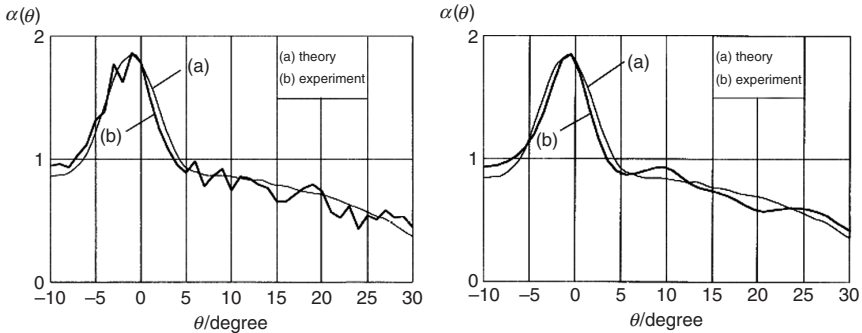 α(θ)
2
(a) theory
(b) experiment
(a)
(b)
1
0
−10 −5 0 5 10 15 20 25 30
θ/degree
α(θ)
2
(a) theory
(b) experiment
(a)
(b)
1
0
−10 −5 0 5 10 15 20 25 30
θ/degree